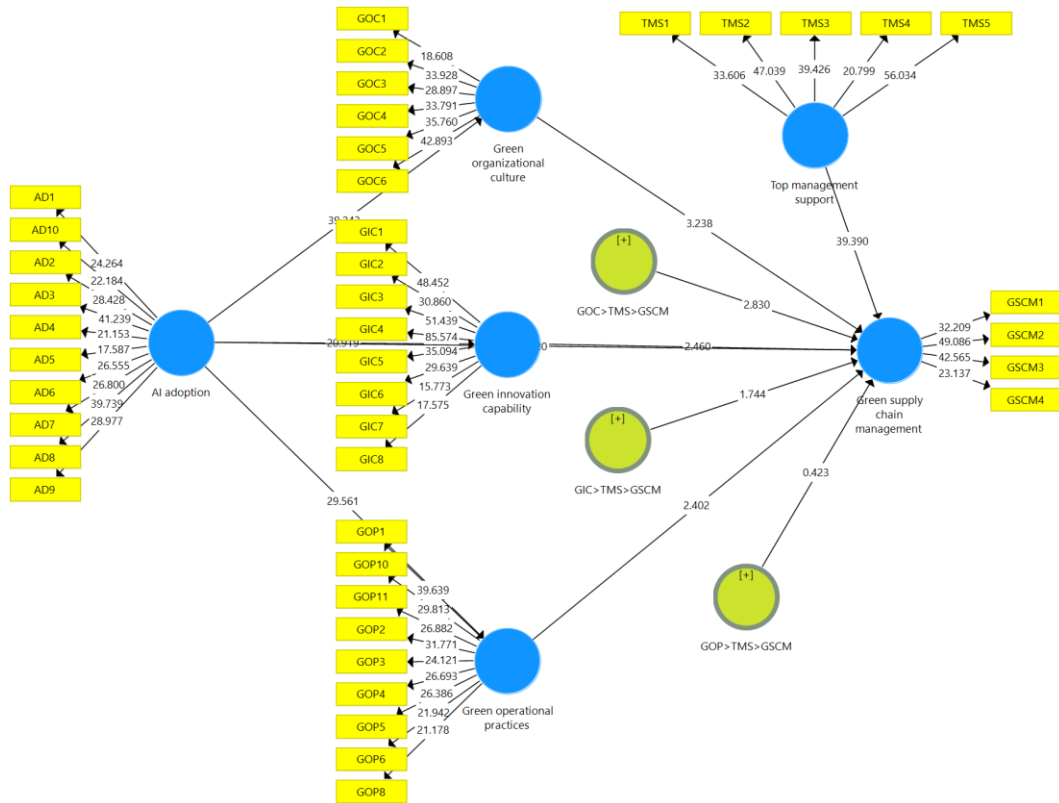 GOC1
GOC2
GOC3
GOC4
GOC5
GOC6
18.608
33.928
28.897
33.791
35.760
42.893
Green
organizational
culture
TMS1
TMS2
TMS3
TMS4
TMS5
33.606
47.039
39.426
20.799
56.034
Top management
support
39.390
3.238
[+]
GOC>TMS>GSCM
2.830
AD1
AD10
AD2
AD3
AD4
AD5
AD6
AD7
AD8
AD9
24.264
22.184
28.428
41.239
21.153
17.587
26.555
26.800
39.739
28.977
AI adoption
GIC1
GIC2
GIC3
GIC4
GIC5
GIC6
GIC7
GIC8
48.452
30.860
51.439
85.574
35.094
29.639
15.773
17.575
Green innovation
capability
2.460
GSCM1
GSCM2
GSCM3
GSCM4
32.209
49.086
42.565
23.137
Green supply
chain
management
[+]
GIC>TMS>GSCM
1.744
0.423
[+]
GOP>TMS>GSCM
29.561
2.402
GOP1
GOP10
GOP11
GOP2
GOP3
GOP4
GOP5
GOP6
GOP8
39.639
29.813
26.882
31.771
24.121
26.693
26.386
21.942
21.178
Green operational
practices